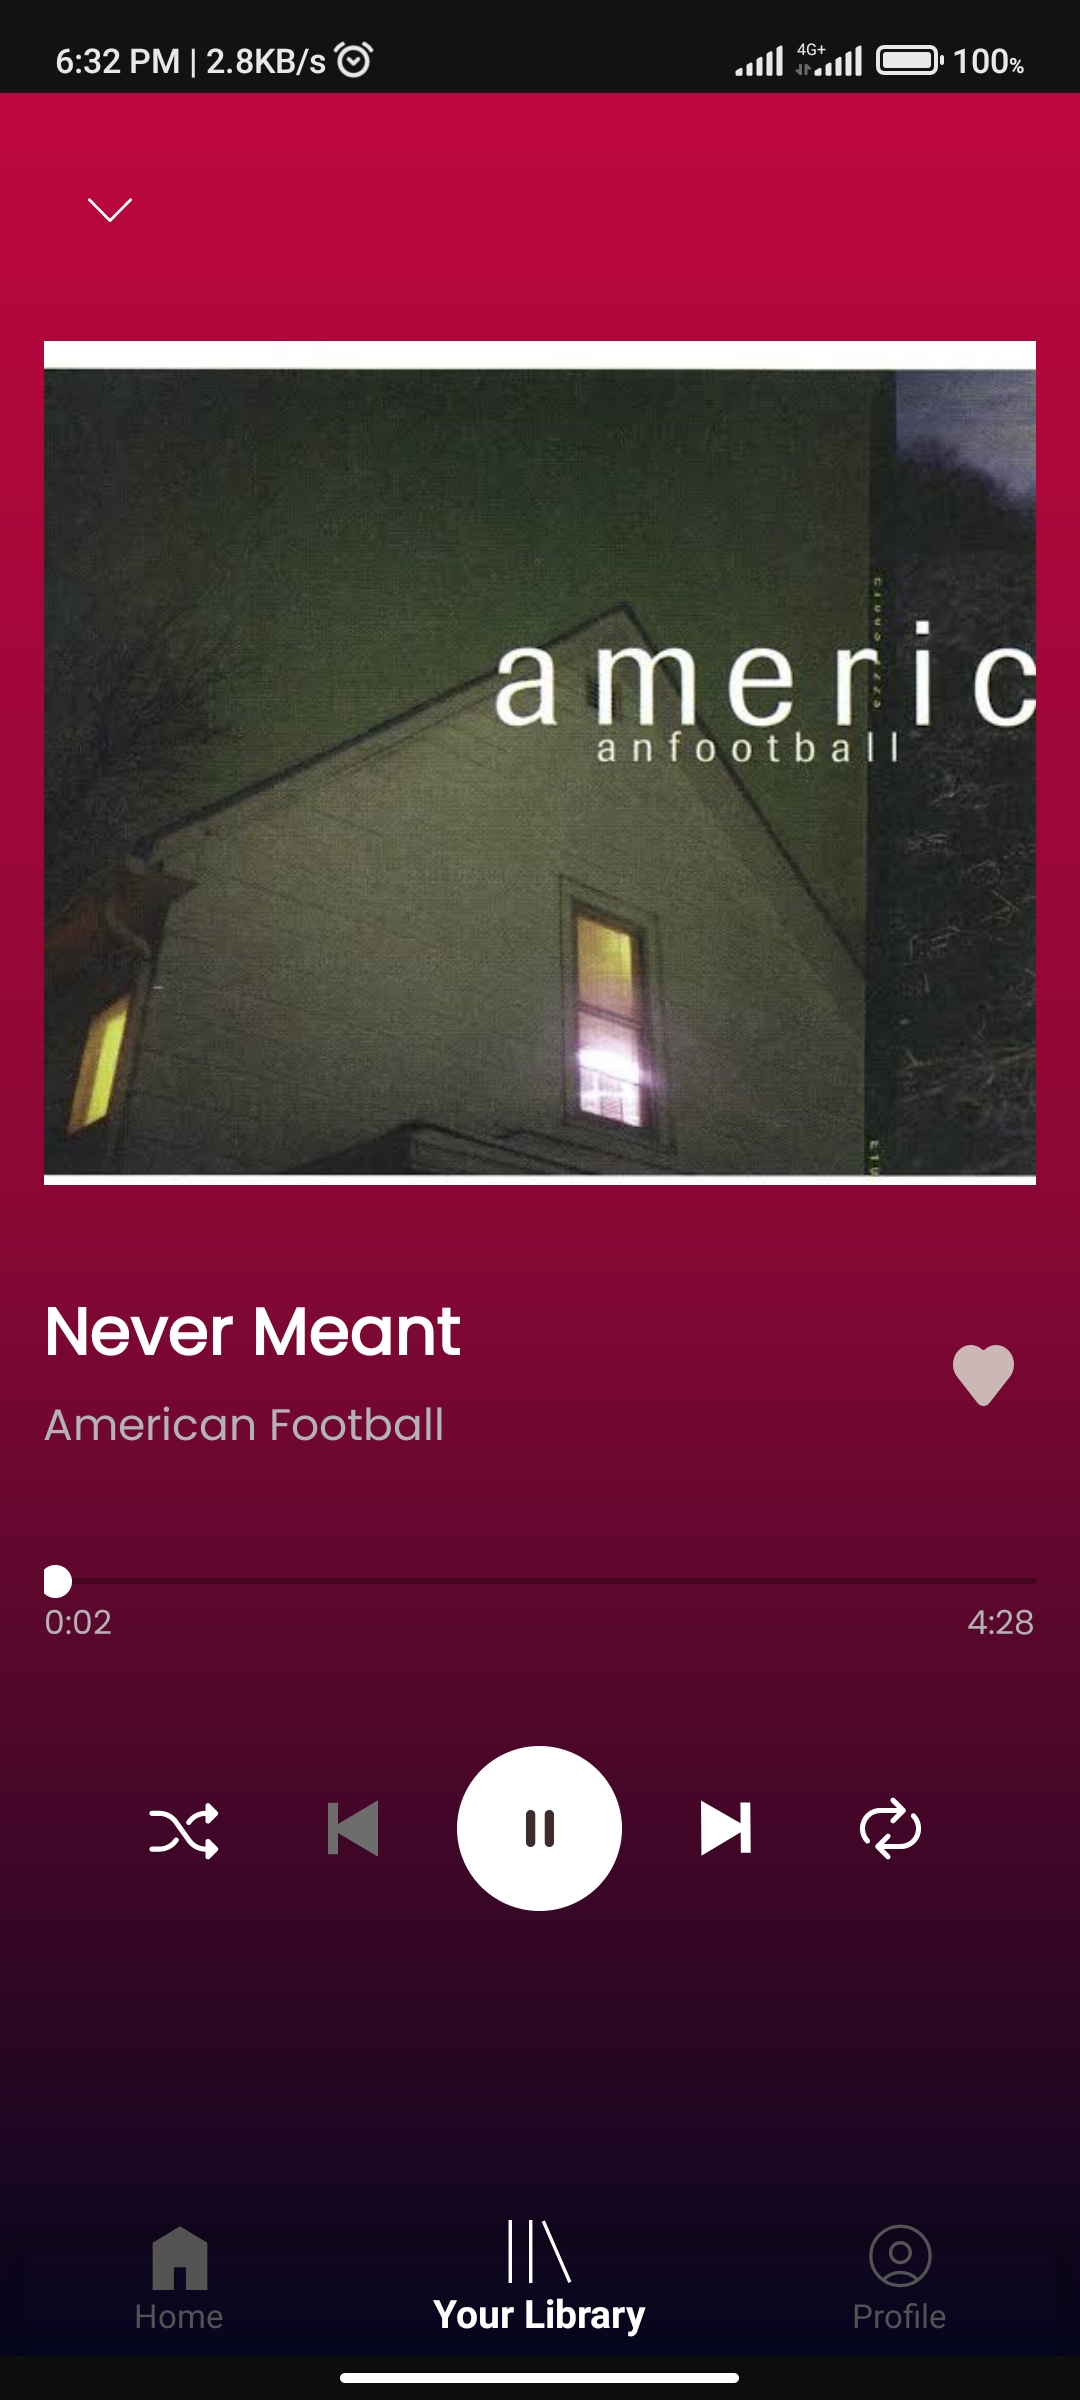 6:32 PM | 2.8KB/s
4G+
100%
americ
anfootball
Never Meant
American Football
0:02
4:28
Home
Your Library
Profile